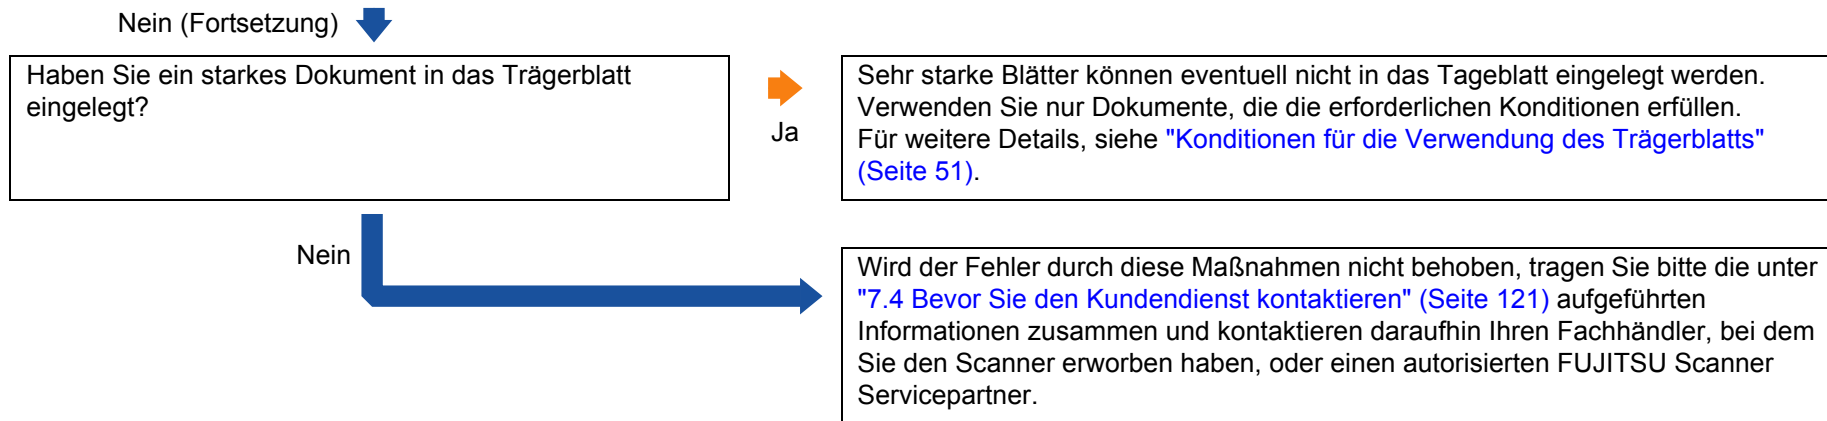 Nein (Fortsetzung)
Haben Sie ein starkes Dokument in das Trägerblatt
eingelegt?
Ja
Sehr starke Blätter können eventuell nicht in das Tageblatt eingelegt werden.
Verwenden Sie nur Dokumente, die die erforderlichen Konditionen erfüllen.
Für weitere Details, siehe "Konditionen für die Verwendung des Trägerblatts"
(Seite 51).
Nein
Wird der Fehler durch diese Maßnahmen nicht behoben, tragen Sie bitte die unter
"7.4 Bevor Sie den Kundendienst kontaktieren" (Seite 121) aufgeführten
Informationen zusammen und kontaktieren daraufhin Ihren Fachhändler, bei dem
Sie den Scanner erworben haben, oder einen autorisierten FUJITSU Scanner
Servicepartner.